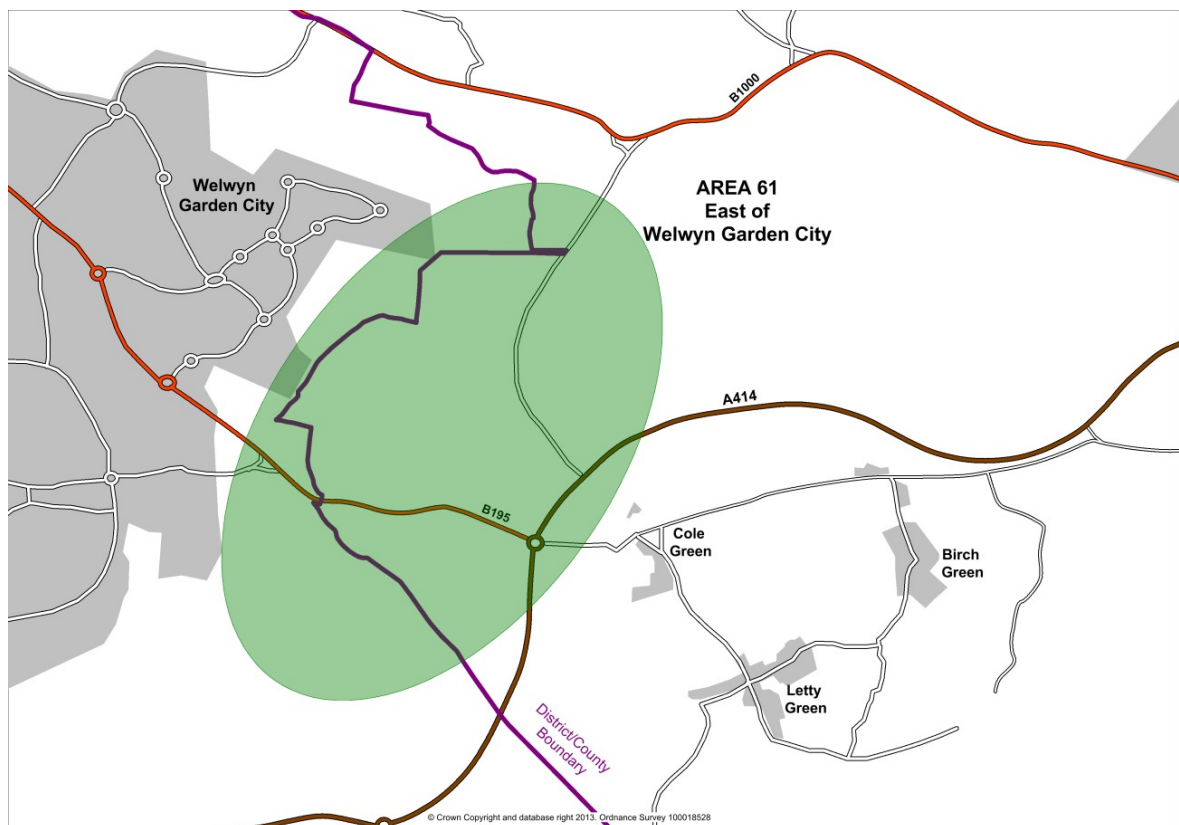 B1000
Welwyn
Garden City
AREA 61
East of
Welwyn Garden City
A414
B195
Cole
Green
Birch
Green
Letty
Green
District/County
Boundary
© Crown Copyright and database right 2013. Ordnance Survey 100018528